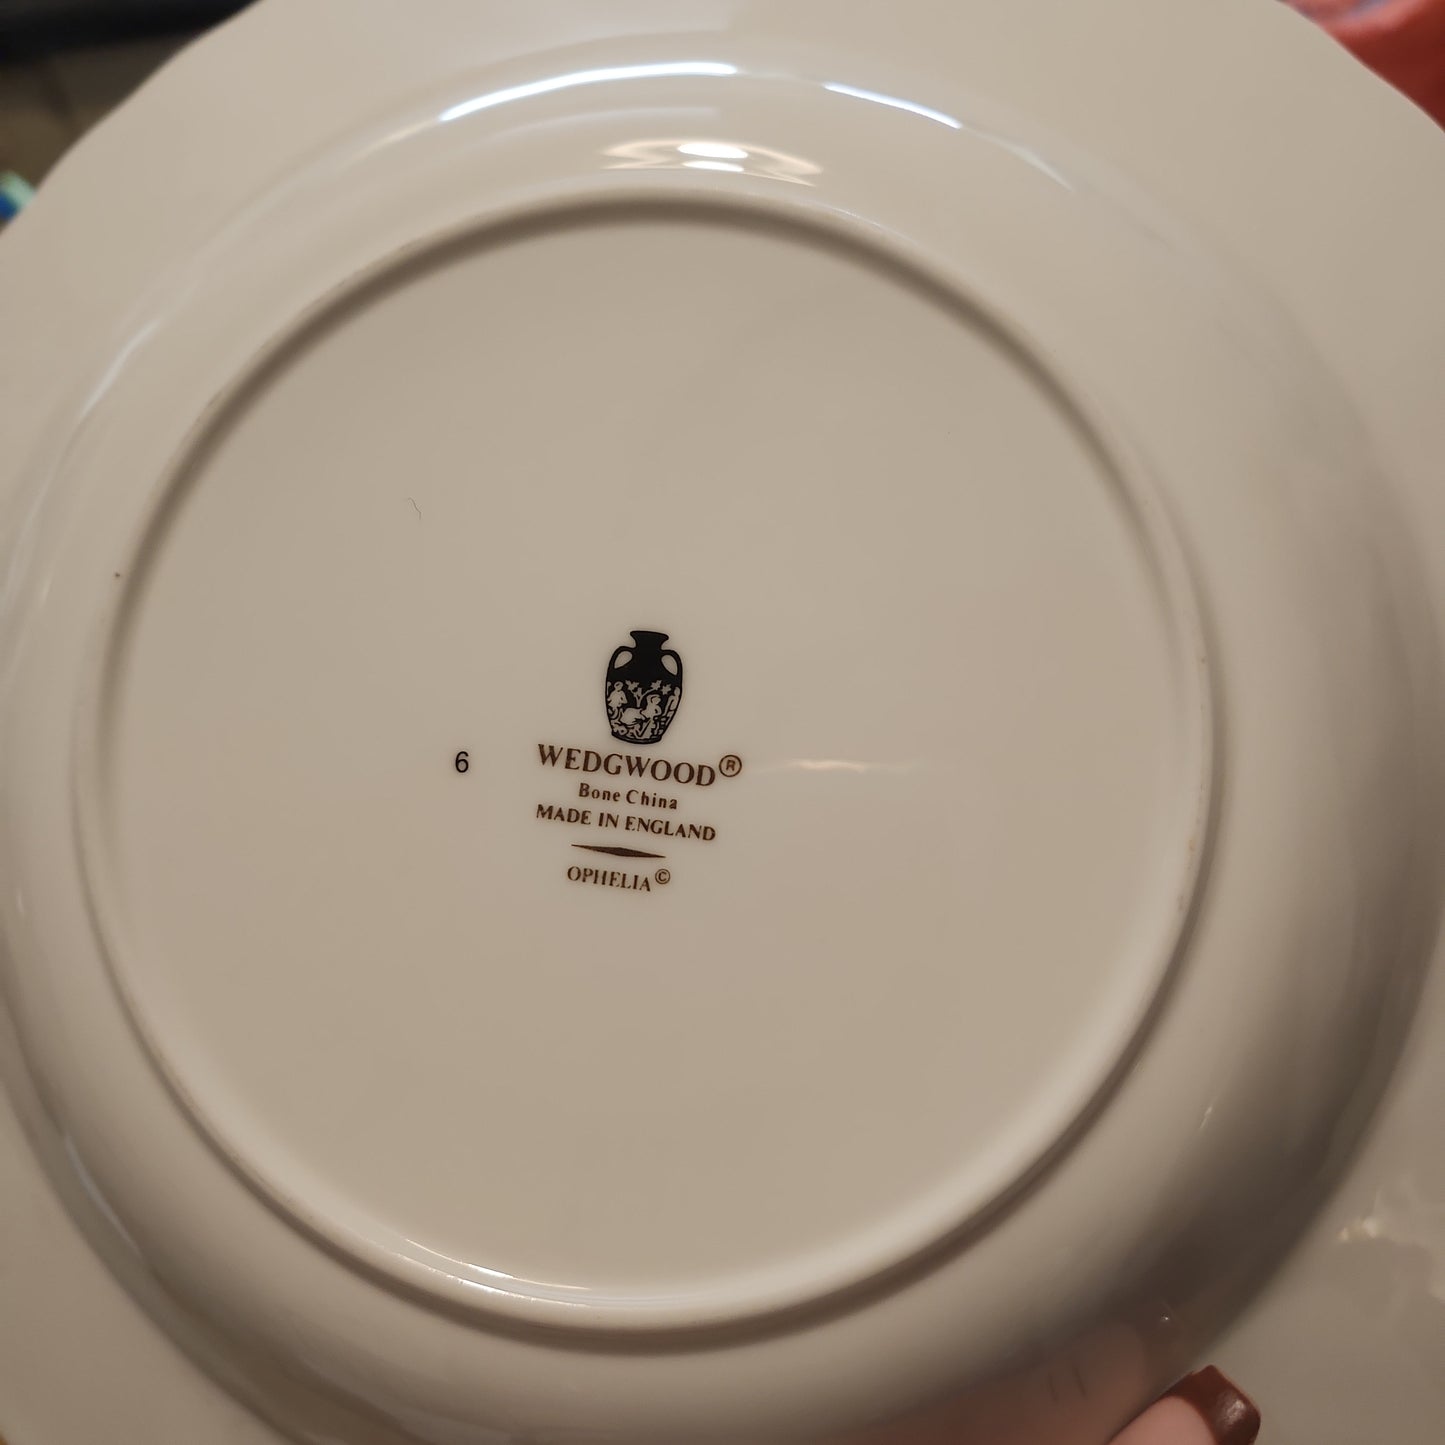 6
WEDGWOOD®
Bone China
MADE IN ENGLAND
OPHELIA©